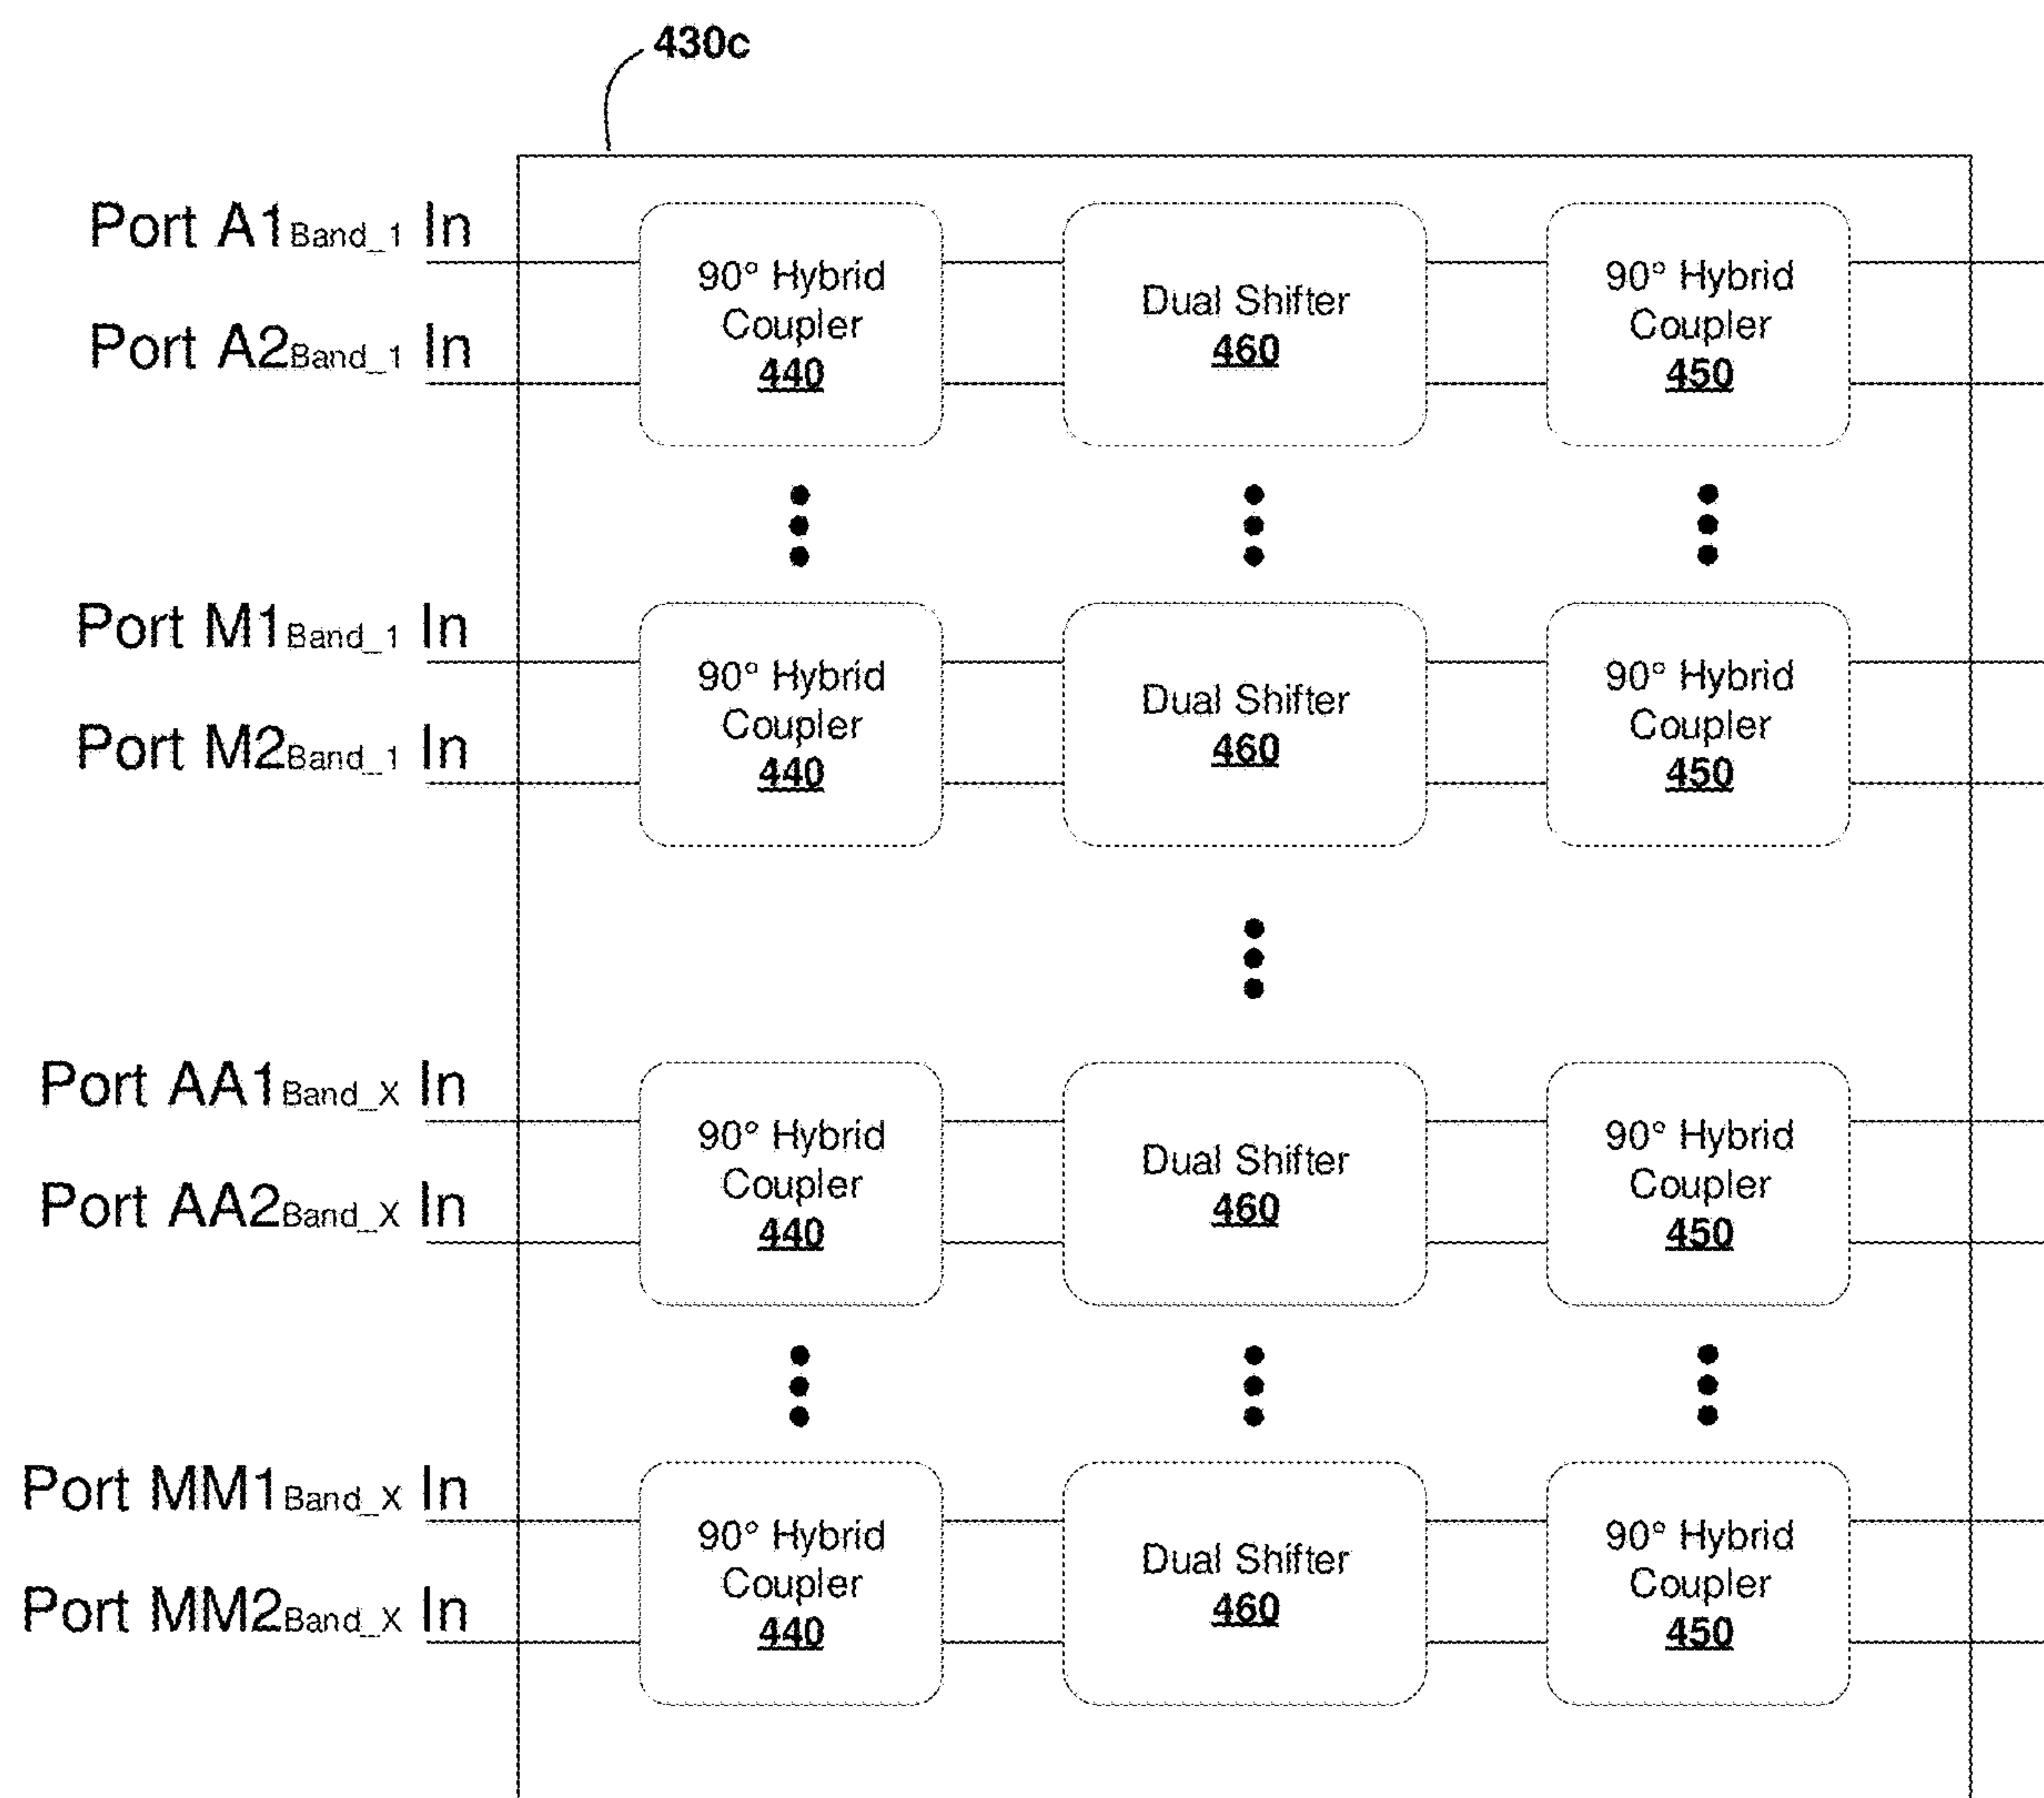 430c
Port A1Band_1 In
Port A2Band_1 In
90° Hybrid
Coupler
440
Dual Shifter
460
90° Hybrid
Coupler
450
Port M1Band_1 In
Port M2Band_1 In
90° Hybrid
Coupler
440
Dual Shifter
460
90° Hybrid
Coupler
450
Port AA1Band_X In
Port AA2Band_X In
90° Hybrid
Coupler
440
Dual Shifter
460
90° Hybrid
Coupler
450
Port MM1Band_X In
Port MM2Band_X In
90° Hybrid
Coupler
440
Dual Shifter
460
90° Hybrid
Coupler
450